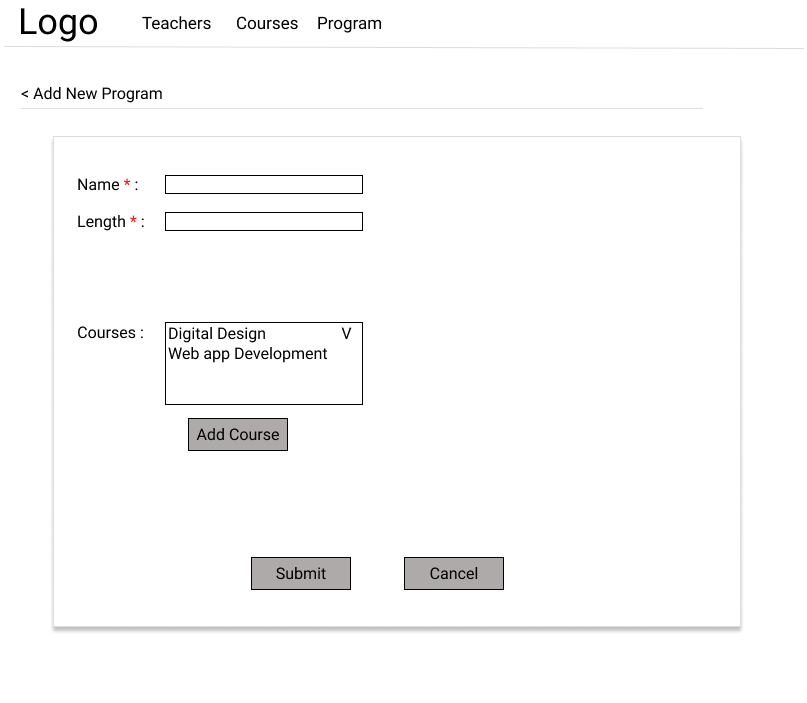 Logo Teachers Courses Program
< Add New Program
Name * :
Length * :
Courses : Digital Design V
Web app Development
Add Course
Submit Cancel